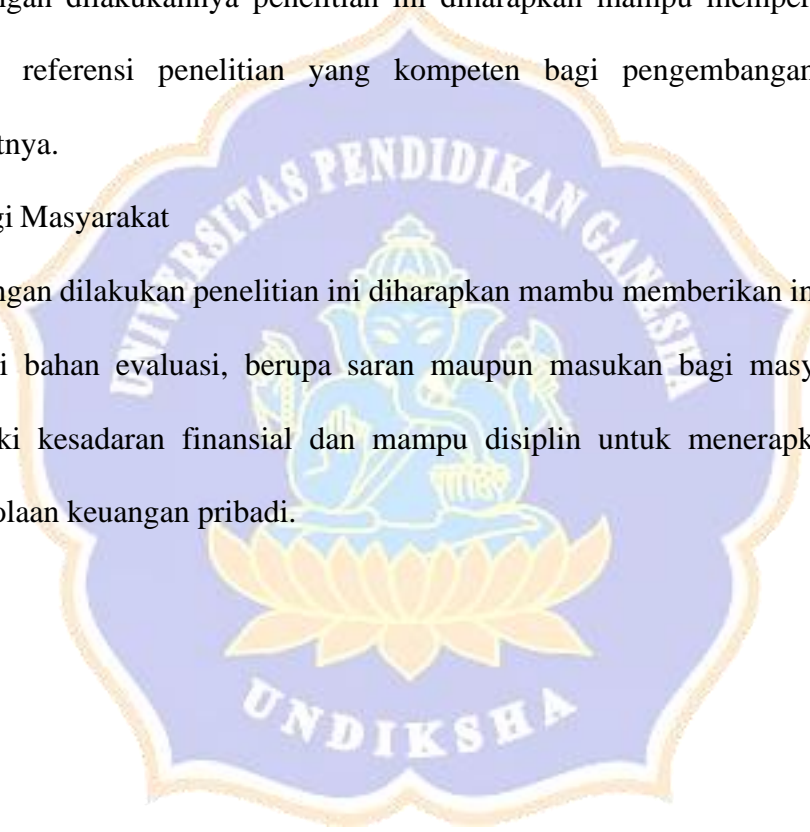 ngan dilakukannya penelitian ini diharapkan mampu memper
referensi penelitian yang kompeten bagi pengembangan
tnya.
gi Masyarakat
ngan dilakukan penelitian ini diharapkan mambu memberikan in
i bahan evaluasi, berupa saran maupun masukan bagi masy
ki kesadaran finansial dan mampu disiplin untuk menerapk
olaan keuangan pribadi.
UNIVERSITAS PENDIDIKAN GANESHA
UNDIKSHA